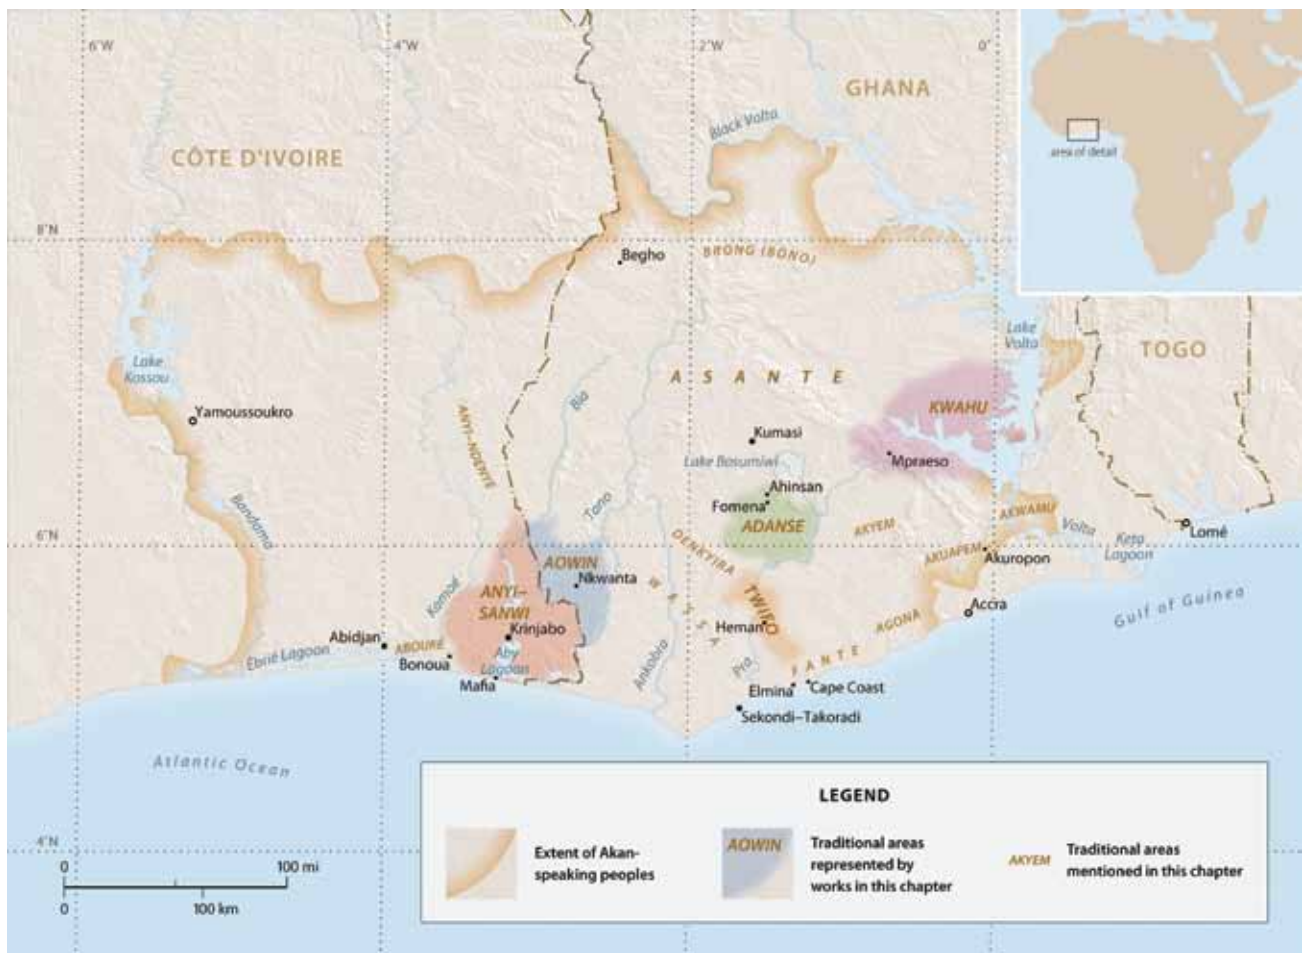 6°W
4°W
2°W
0°
GHANA
Black Volta
CÔTE D'IVOIRE
area of detail
8°N
Begho
BRONG (BONO)
Lake
Volta
Lake
Kossou
TOGO
ASANTE
KWAHU
Yamoussoukro
Bia
ANYI–NDENYE
Kumasi
Lake Bosumtwi
Mpraeso
Ahinsan
Fomena
Bandama
Tano
ADANSE
AKYEM
AKWAMU
Volta
Lomé
6°N
DENKYIRA
AKUAPEM
Keta
Lagoon
Akuropon
AOWIN
Nkwanta
WASSA
TWIFO
Komoé
ANYI–
SANWI
Accra
Gulf of Guinea
Krinjabo
Heman
AGONA
Abidjan
ABOURÉ
Ebrié Lagoon
Aby
Lagoon
Bonoua
Ankobra
Pra
FANTE
Mafia
Elmina
Cape Coast
Sekondi–Takoradi
Atlantic Ocean
LEGEND
Extent of Akan-
speaking peoples
AOWIN
Traditional areas
represented by
works in this chapter
AKYEM
Traditional areas
mentioned in this chapter
4°N
0
100 mi
0
100 km